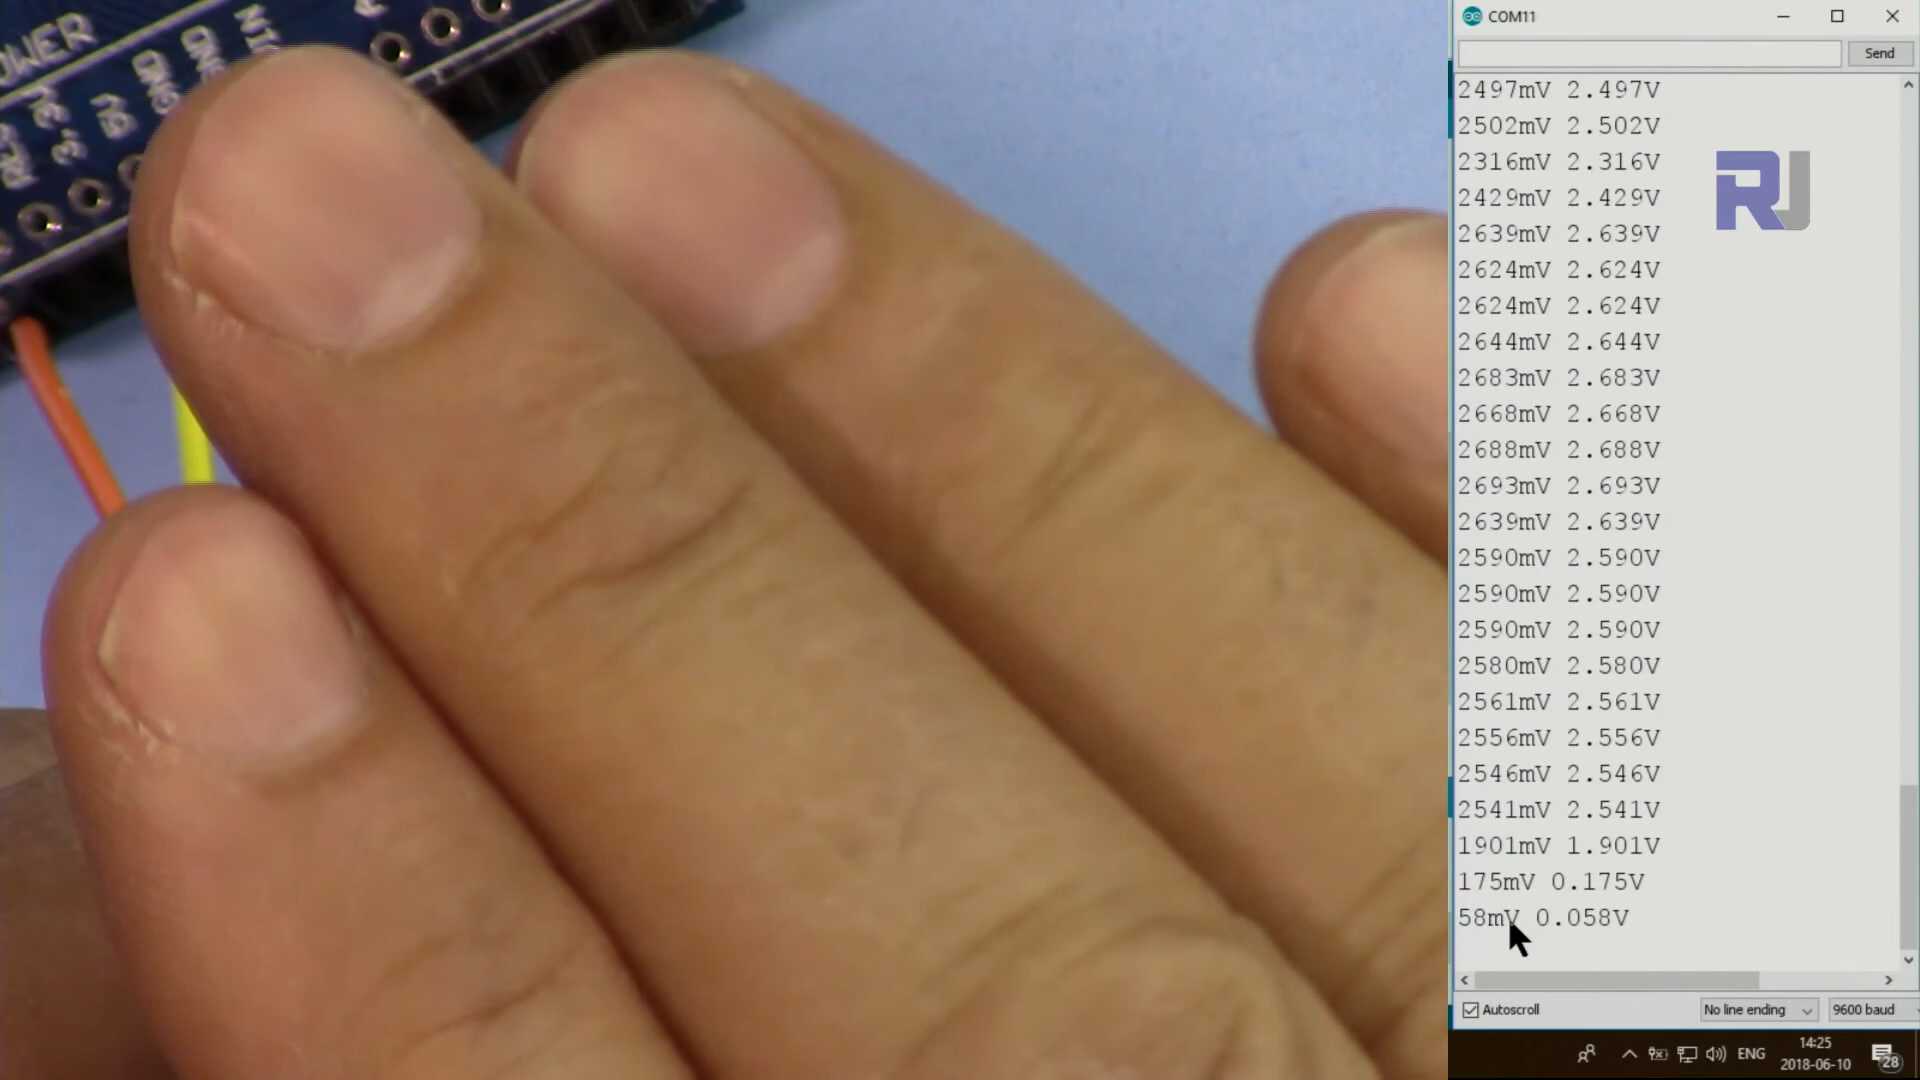 POWER
3.3V
5V
GND
GND
COM11
Send
2497mV 2.497V
2502mV 2.502V
2316mV 2.316V
2429mV 2.429V
2639mV 2.639V
2624mV 2.624V
2624mV 2.624V
2644mV 2.644V
2683mV 2.683V
2668mV 2.668V
2688mV 2.688V
2693mV 2.693V
2639mV 2.639V
2590mV 2.590V
2590mV 2.590V
2590mV 2.590V
2580mV 2.580V
2561mV 2.561V
2556mV 2.556V
2546mV 2.546V
2541mV 2.541V
1901mV 1.901V
175mV 0.175V
58mV 0.058V
RJ
Autoscroll
No line ending
9600 baud
ENG
14:25
2018-06-10
28